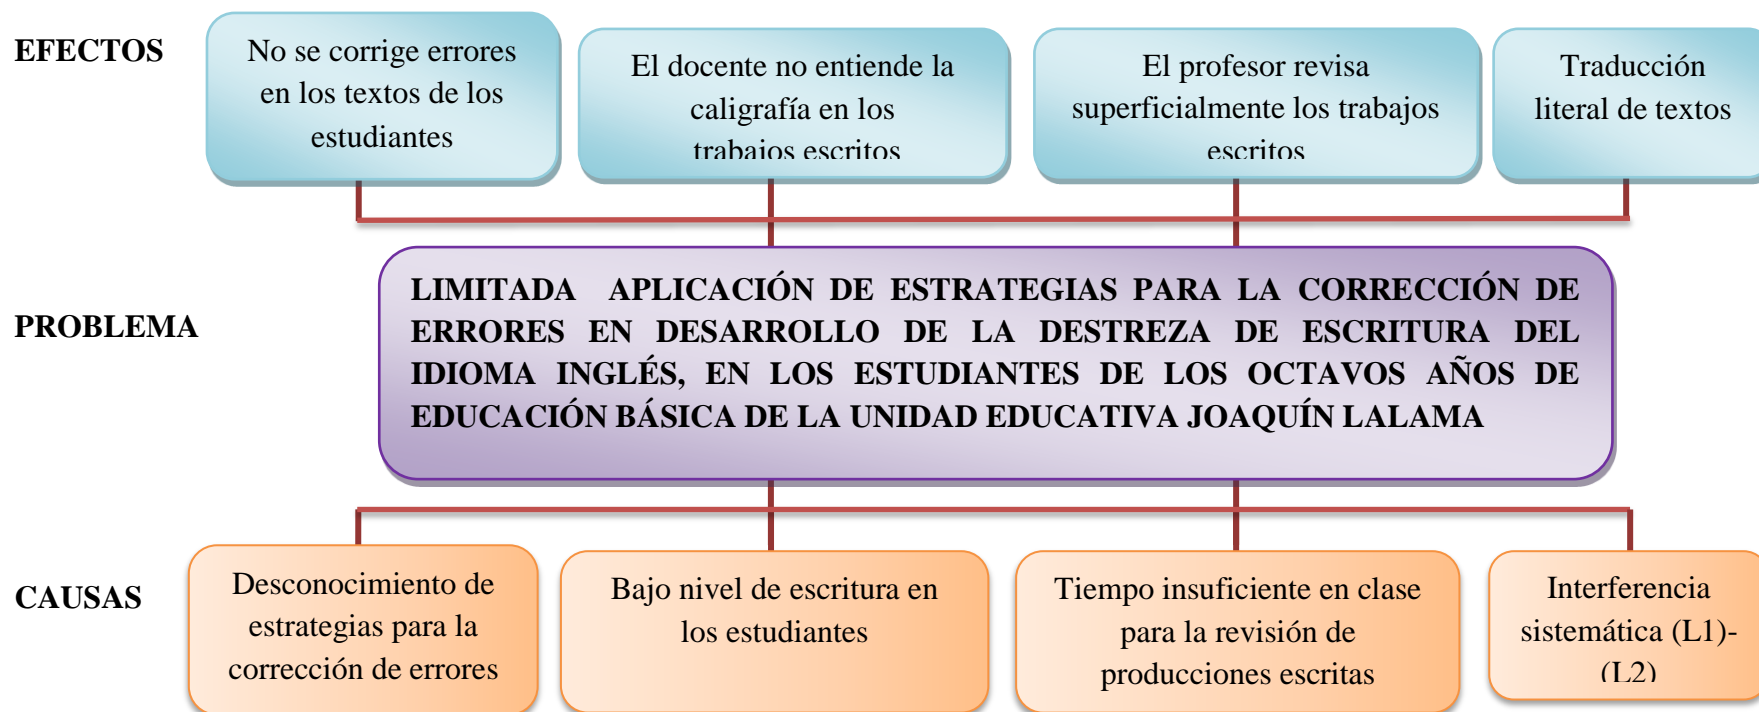 EFECTOS
No se corrige errores
en los textos de los
estudiantes
El docente no entiende la
caligrafía en los
trabajos escritos
El profesor revisa
superficialmente los trabajos
escritos
Traducción
literal de textos
PROBLEMA
LIMITADA APLICACIÓN DE ESTRATEGIAS PARA LA CORRECCIÓN DE
ERRORES EN DESARROLLO DE LA DESTREZA DE ESCRITURA DEL
IDIOMA INGLÉS, EN LOS ESTUDIANTES DE LOS OCTAVOS AÑOS DE
EDUCACIÓN BÁSICA DE LA UNIDAD EDUCATIVA JOAQUÍN LALAMA
CAUSAS
Desconocimiento de
estrategias para la
corrección de errores
Bajo nivel de escritura en
los estudiantes
Tiempo insuficiente en clase
para la revisión de
producciones escritas
Interferencia
sistemática (L1)-
(L2)